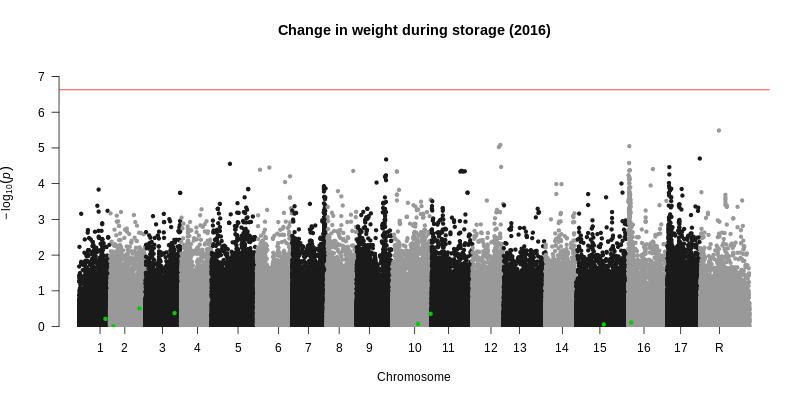 Change in weight during storage (2016)
7
6
5
4
3
2
1
0
−log10(p)
1 2 3 4 5 6 7 8 9 10 11 12 13 14 15 16 17 R
Chromosome